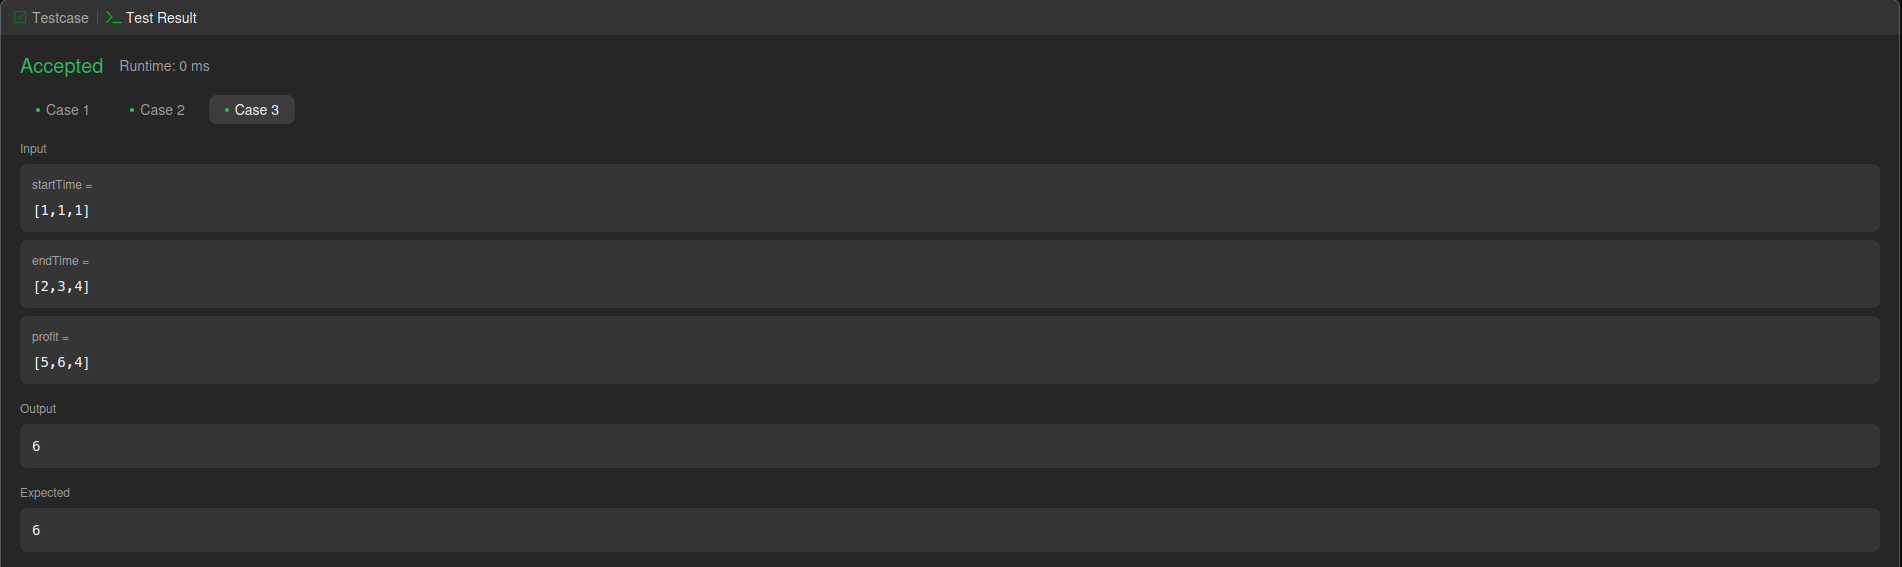 Testcase | Test Result
Accepted Runtime: 0 ms
Case 1 Case 2 Case 3
Input
startTime =
[1,1,1]
endTime =
[2,3,4]
profit =
[5,6,4]
Output
6
Expected
6